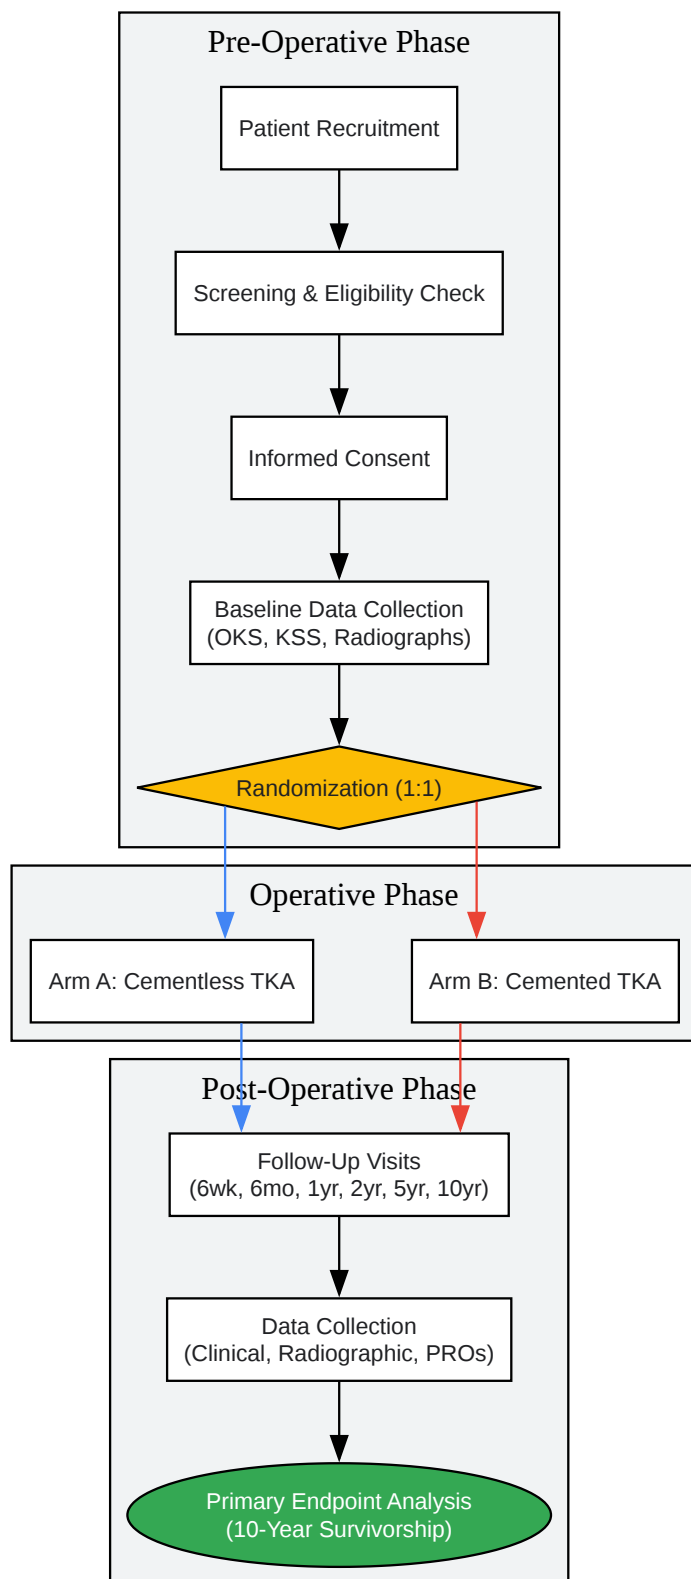 Pre-Operative Phase
Patient Recruitment
Screening & Eligibility Check
Informed Consent
Baseline Data Collection
(OKS, KSS, Radiographs)
Randomization (1:1)
Operative Phase
Arm A: Cementless TKA
Arm B: Cemented TKA
Post-Operative Phase
Follow-Up Visits
(6wk, 6mo, 1yr, 2yr, 5yr, 10yr)
Data Collection
(Clinical, Radiographic, PROs)
Primary Endpoint Analysis
(10-Year Survivorship)